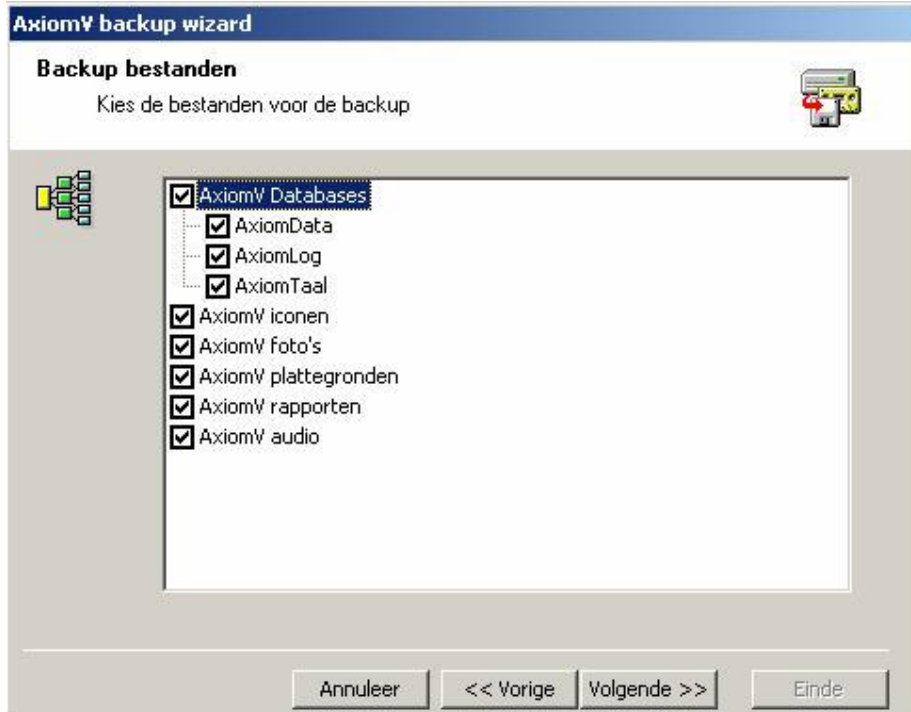 AxiomV backup wizard
Backup bestanden
Kies de bestanden voor de backup
AxiomV Databases
AxiomData
AxiomLog
AxiomTaal
AxiomV iconen
AxiomV foto's
AxiomV plattegronden
AxiomV rapporten
AxiomV audio
Annuleer << Vorige Volgende >> Einde